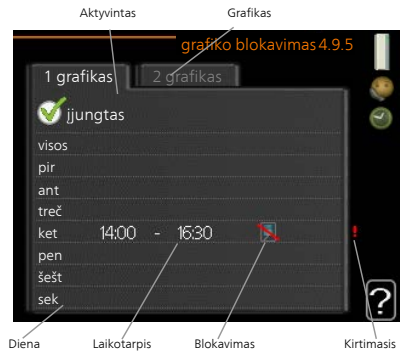 Aktyvintas Grafikas
grafiko blokavimas 4.9.5
1 grafikas 2 grafikas
įjungtas
visos
pir
ant
treč
ket 14:00 - 16:30 !
pen
šešt
sek
?
Diena Laikotarpis Blokavimas Kirtimasis